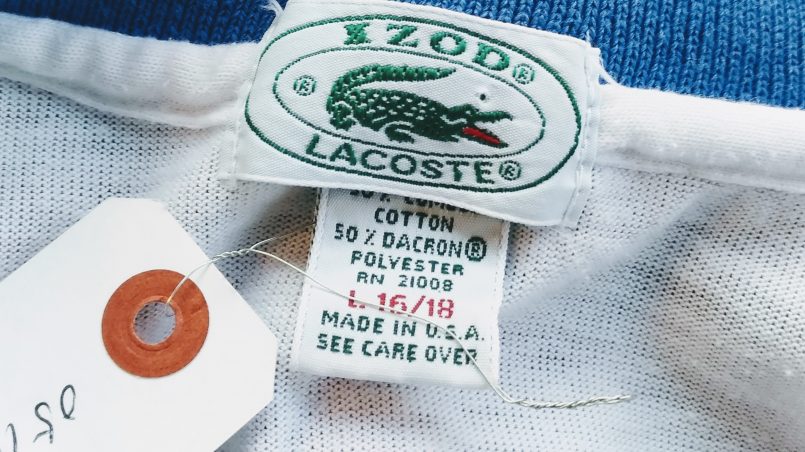 IZOD®
® ®
LACOSTE®
COTTON
50% DACRON®
POLYESTER
RN 21008
L 16/18
MADE IN U.S.A.
SEE CARE OVER